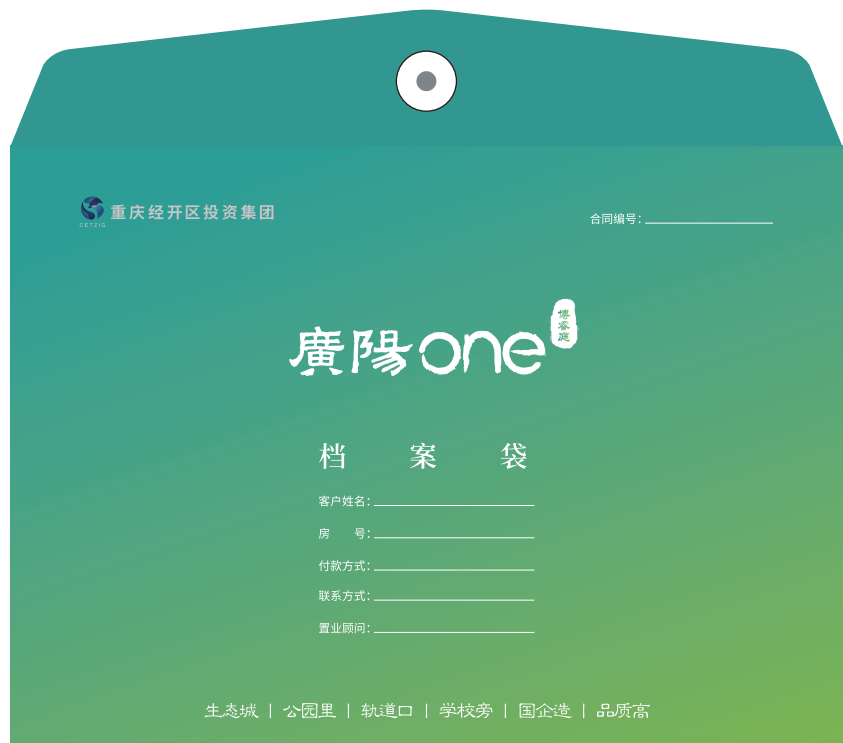 重庆经开区投资集团
CETZIG
合同编号：
廣陽one
博睿庭
档案袋
客户姓名：
房号：
付款方式：
联系方式：
置业顾问：
生态城 | 公园里 | 轨道口 | 学校旁 | 国企造 | 品质高